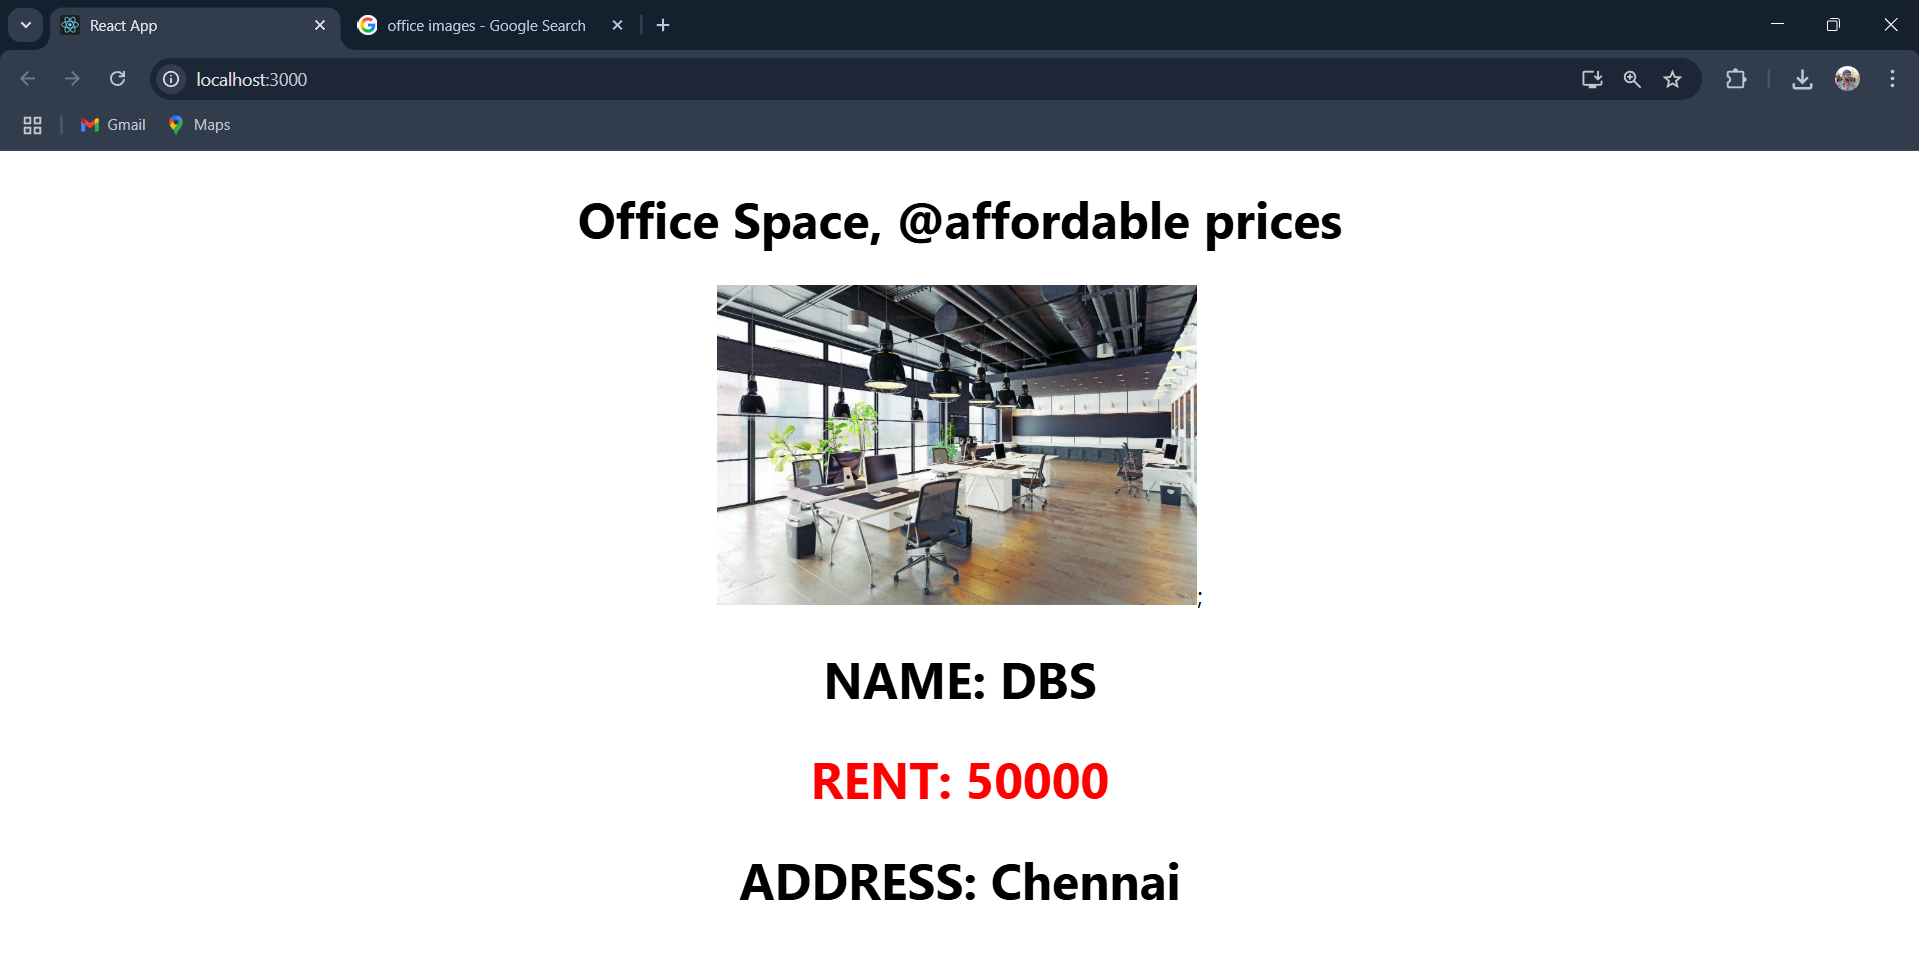 React App
office images - Google Search
localhost:3000
Gmail
Maps
Office Space, @affordable prices
;
NAME: DBS
RENT: 50000
ADDRESS: Chennai